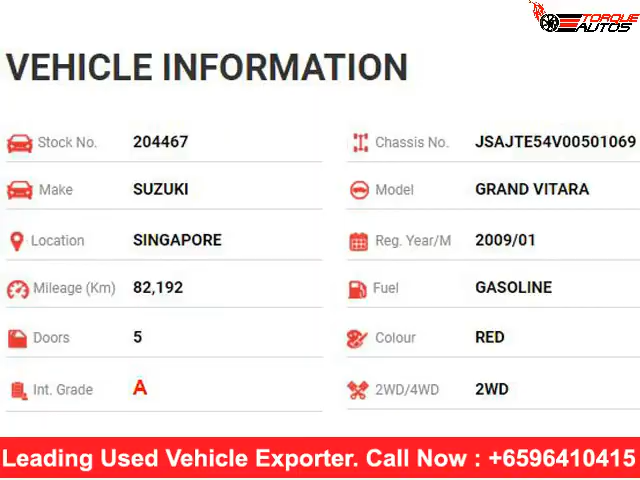 TORQUE
AUTOS
VEHICLE INFORMATION
Stock No. 204467 Chassis No. JSAJTE54V00501069
Make SUZUKI Model GRAND VITARA
Location SINGAPORE Reg. Year/M 2009/01
Mileage (Km) 82,192 Fuel GASOLINE
Doors 5 Colour RED
Int. Grade A 2WD/4WD 2WD
Leading Used Vehicle Exporter. Call Now : +6596410415